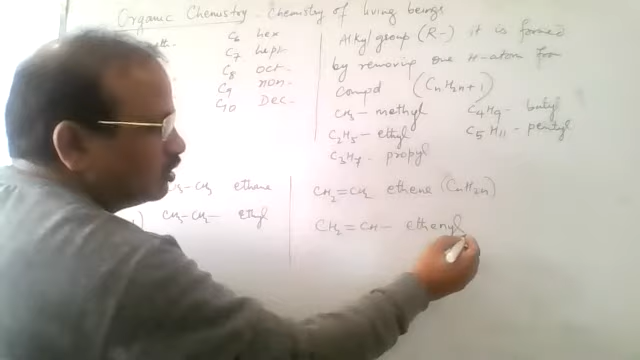 Organic Chemistry - Chemistry of living beings
eth-
C6 hex
C7 hept
C8 oct-
C9 non-
C10 Dec-
Alkyl group (R-) it is formed
by removing one H-atom from
compd (CnH2n+1)
CH3- methyl
C4H9- butyl
C2H5- ethyl
C5H11- pentyl
C3H7- propyl
CH3-CH3 ethane
CH3-CH2- ethyl
CH2=CH2 ethene (CnH2n)
CH2=CH- ethenyl